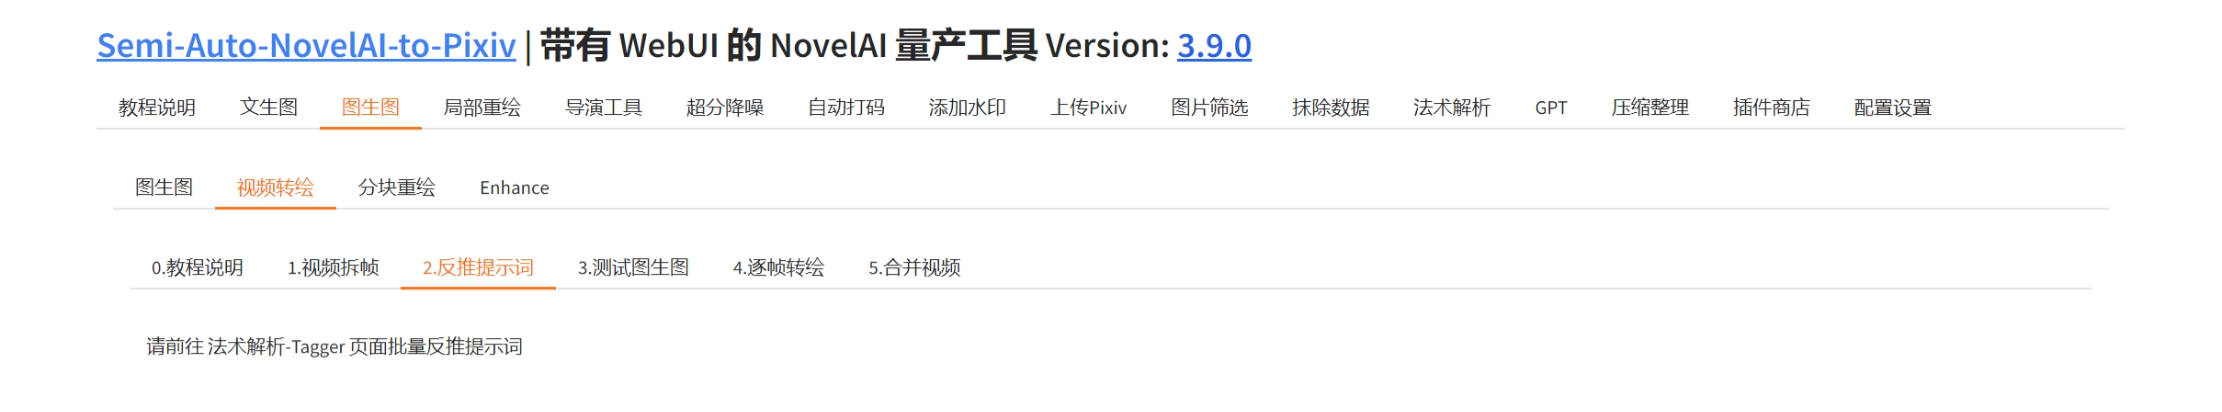 Semi-Auto-NovelAI-to-Pixiv | 带有 WebUI 的 NovelAI 量产工具 Version: 3.9.0
教程说明 文生图 图生图 局部重绘 导演工具 超分降噪 自动打码 添加水印 上传Pixiv 图片筛选 抹除数据 法术解析 GPT 压缩整理 插件商店 配置设置
图生图 视频转绘 分块重绘 Enhance
0.教程说明 1.视频拆帧 2.反推提示词 3.测试图生图 4.逐帧转绘 5.合并视频
请前往 法术解析-Tagger 页面批量反推提示词